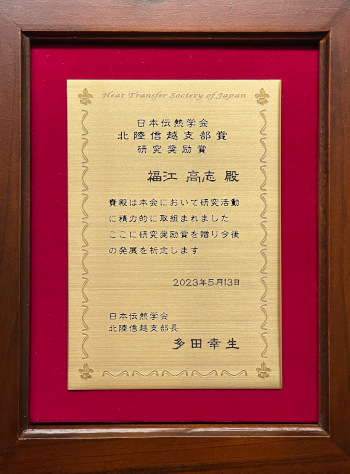 Heat Transfer Society of Japan
日本伝熱学会
北陸信越支部賞
研究奨励賞
福江 高志 殿
貴殿は本会において研究活動
に積力的に取組まれました
ここに研究奨励賞を贈り今後
の発展を祈念します
2023年5月13日
日本伝熱学会
北陸信越支部長
多田幸生